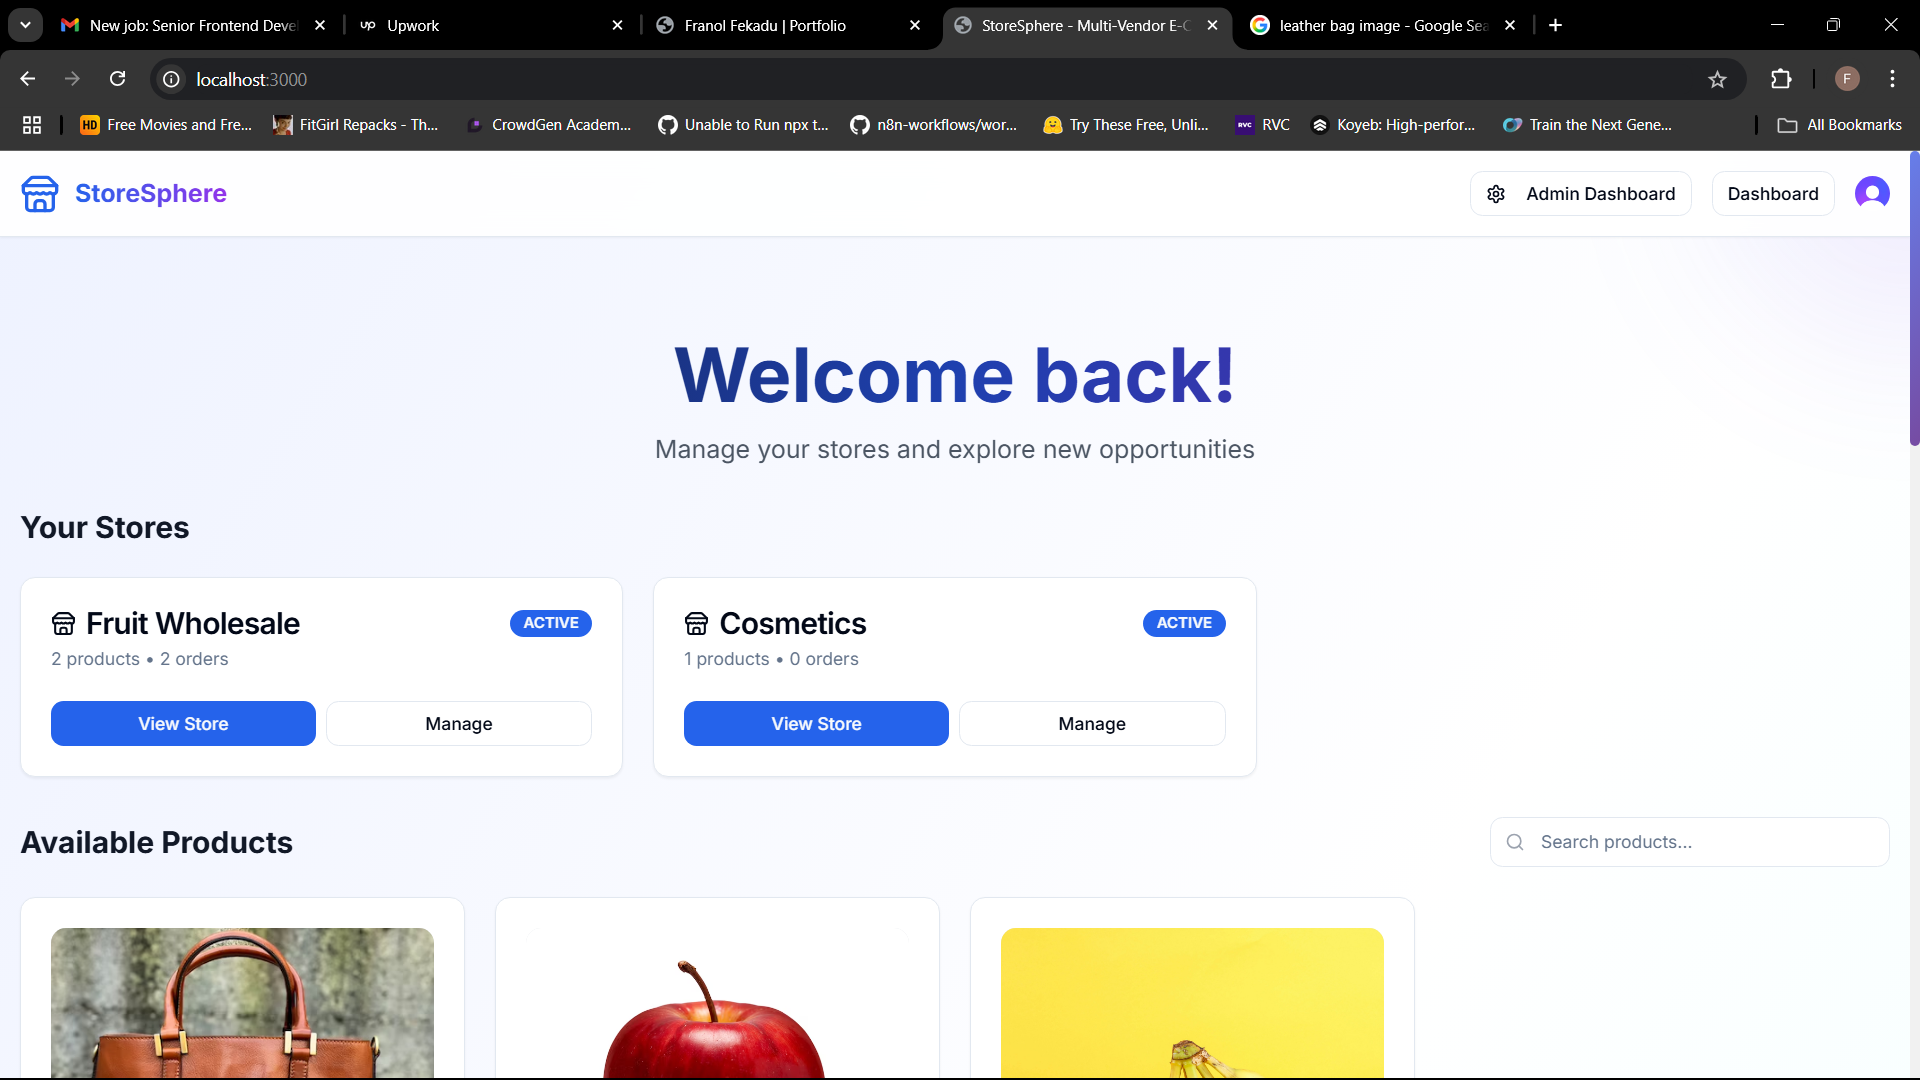 New job: Senior Frontend Deve
Upwork
Franol Fekadu | Portfolio
StoreSphere - Multi-Vendor E-C
leather bag image - Google Sea
localhost:3000
F
HD Free Movies and Fre...
FitGirl Repacks - Th...
CrowdGen Academ...
Unable to Run npx t...
n8n-workflows/wor...
Try These Free, Unli...
RVC RVC
Koyeb: High-perfor...
Train the Next Gene...
All Bookmarks
StoreSphere
Admin Dashboard
Dashboard
Welcome back!
Manage your stores and explore new opportunities
Your Stores
Fruit Wholesale
ACTIVE
2 products • 2 orders
View Store
Manage
Cosmetics
ACTIVE
1 products • 0 orders
View Store
Manage
Available Products
Search products...